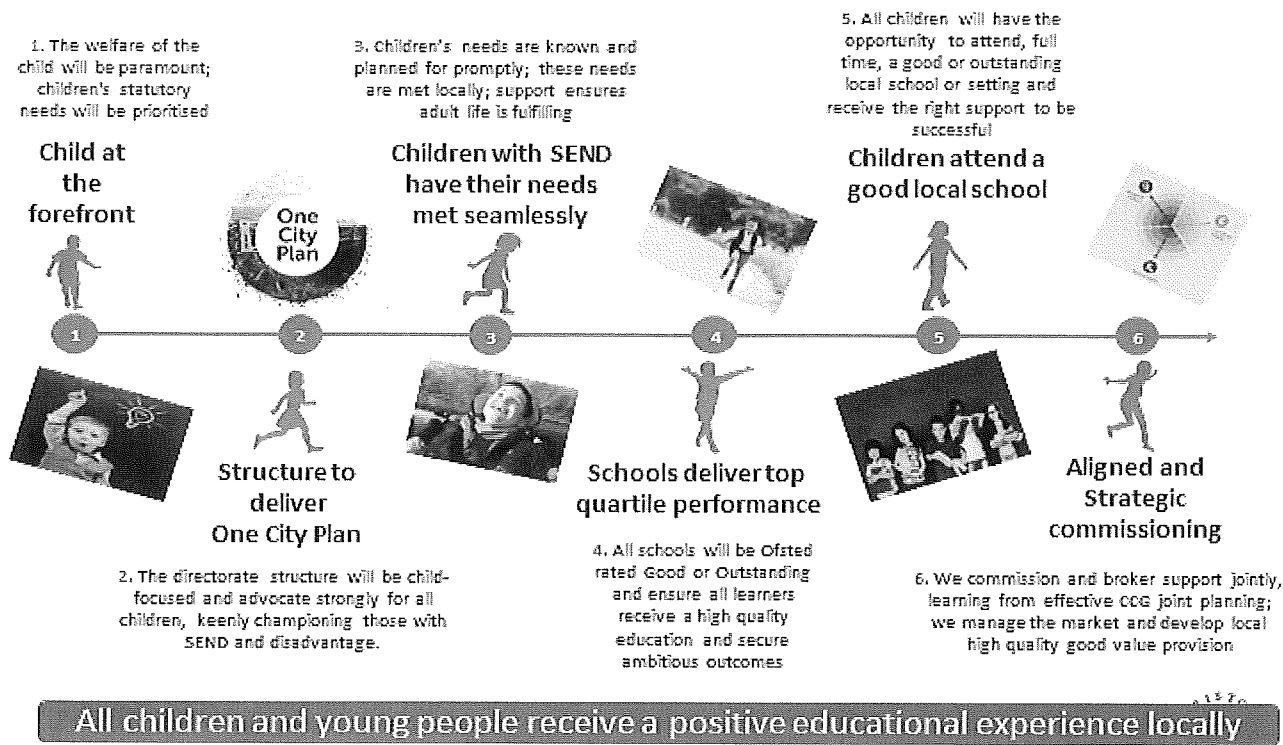 1. The welfare of the
child will be paramount;
children's statutory
needs will be prioritised
Child at
the
forefront
One
City
Plan
3. Children's needs are known and
planned for promptly; these needs
are met locally; support ensures
adult life is fulfilling
Children with SEND
have their needs
met seamlessly
5. All children will have the
opportunity to attend, full
time, a good or outstanding
local school or setting and
receive the right support to be
successful
Children attend a
good local school
1
2
3
4
5
6
Structure to
deliver
One City Plan
2. The directorate structure will be child-
focused and advocate strongly for all
children, keenly championing those with
SEND and disadvantage.
Schools deliver top
quartile performance
4. All schools will be Ofsted
rated Good or Outstanding
and ensure all learners
receive a high quality
education and secure
ambitious outcomes
Aligned and
Strategic
commissioning
6. We commission and broker support jointly,
learning from effective CCG joint planning;
we manage the market and develop local
high quality good value provision
All children and young people receive a positive educational experience locally